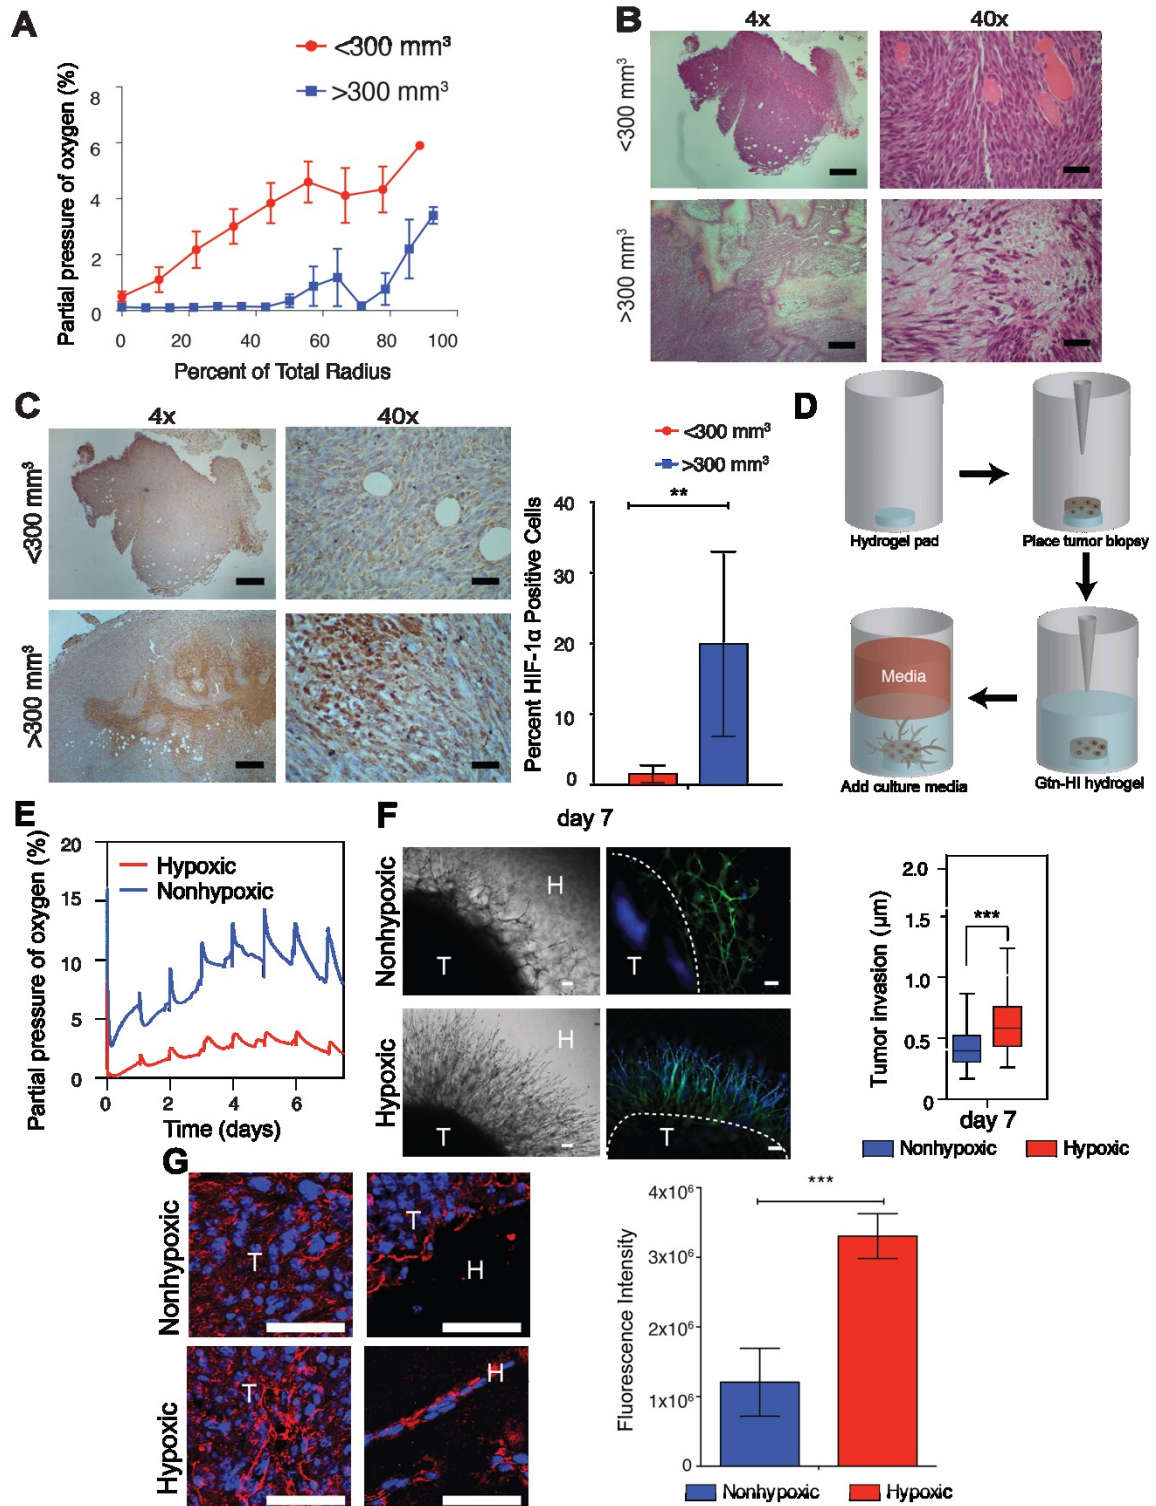 A
<300 mm³
>300 mm³
Partial pressure of oxygen (%)
8
6
4
2
0
0 20 40 60 80 100
Percent of Total Radius
B
4x 40x
<300 mm³
>300 mm³
C
4x 40x
<300 mm³
>300 mm³
<300 mm³
>300 mm³
**
Percent HIF-1α Positive Cells
40
30
20
10
0
D
Hydrogel pad
Place tumor biopsy
Media
Add culture media
Gtn-HI hydrogel
E
Partial pressure of oxygen (%)
20
15
10
5
0
Hypoxic
Nonhypoxic
0 2 4 6
Time (days)
F
day 7
Nonhypoxic
T H
T
Hypoxic
T H
T
Tumor invasion (μm)
2.0
1.5
1.0
0.5
0
***
day 7
Nonhypoxic Hypoxic
G
Nonhypoxic
T
T H
Hypoxic
T
H
Fluorescence Intensity
4x10⁶
3x10⁶
2x10⁶
1x10⁶
0
***
Nonhypoxic Hypoxic